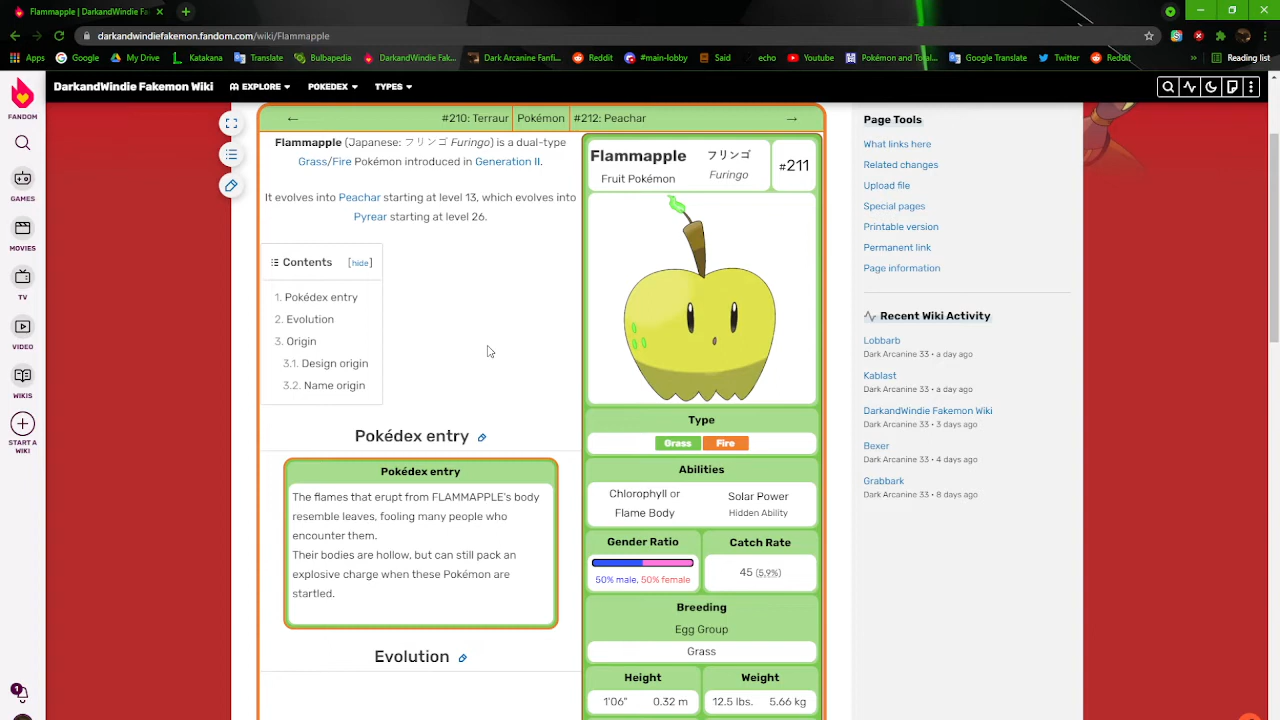 Flammapple | DarkandWindie Fa
darkandwindiefakemon.fandom.com/wiki/Flammapple
Apps
Google
My Drive
Katakana
Translate
Bulbapedia
DarkandWindie Fak...
Dark Arcanine Fanfi...
Reddit
#main-lobby
Said
echo
Youtube
Pokémon and Total...
Google Translate
Twitter
Reddit
»
Reading list
FANDOM
GAMES
MOVIES
TV
VIDEO
WIKIS
START A
WIKI
1
DarkandWindie Fakemon Wiki
EXPLORE
POKEDEX
TYPES
← #210: Terraur Pokémon #212: Peachar →
Flammapple (Japanese: フリンゴ Furingo) is a dual-type
Grass/Fire Pokémon introduced in Generation II.
It evolves into Peachar starting at level 13, which evolves into
Pyrear starting at level 26.
Contents [hide]
1. Pokédex entry
2. Evolution
3. Origin
3.1. Design origin
3.2. Name origin
Pokédex entry
Pokédex entry
The flames that erupt from FLAMMAPPLE's body
resemble leaves, fooling many people who
encounter them.
Their bodies are hollow, but can still pack an
explosive charge when these Pokémon are
startled.
Evolution
Flammapple
Fruit Pokémon
フリンゴ
Furingo
#211
Type
Grass Fire
Abilities
Chlorophyll or
Flame Body
Solar Power
Hidden Ability
Gender Ratio
50% male, 50% female
Catch Rate
45 (5.9%)
Breeding
Egg Group
Grass
Height
1'06" 0.32 m
Weight
12.5 lbs. 5.66 kg
Page Tools
What links here
Related changes
Upload file
Special pages
Printable version
Permanent link
Page information
Recent Wiki Activity
Lobbarb
Dark Arcanine 33 • a day ago
Kablast
Dark Arcanine 33 • a day ago
DarkandWindie Fakemon Wiki
Dark Arcanine 33 • 3 days ago
Bexer
Dark Arcanine 33 • 4 days ago
Grabbark
Dark Arcanine 33 • 8 days ago